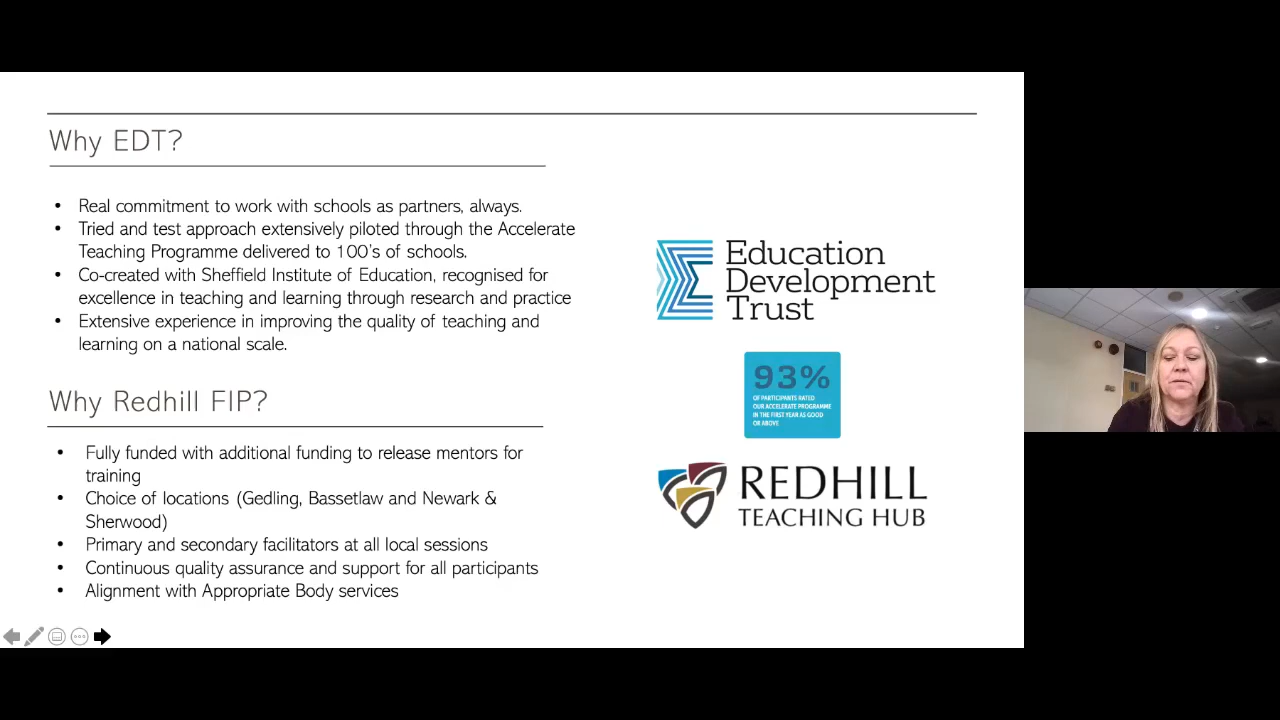 Why EDT?
• Real commitment to work with schools as partners, always.
• Tried and test approach extensively piloted through the Accelerate
Teaching Programme delivered to 100's of schools.
• Co-created with Sheffield Institute of Education, recognised for
excellence in teaching and learning through research and practice
• Extensive experience in improving the quality of teaching and
learning on a national scale.
Why Redhill FIP?
• Fully funded with additional funding to release mentors for
training
• Choice of locations (Gedling, Bassetlaw and Newark &
Sherwood)
• Primary and secondary facilitators at all local sessions
• Continuous quality assurance and support for all participants
• Alignment with Appropriate Body services
Education
Development
Trust
93%
OF PARTICIPANTS RATED
OUR ACCELERATE PROGRAMME
IN THE FIRST YEAR AS GOOD
OR ABOVE
REDHILL
TEACHING HUB